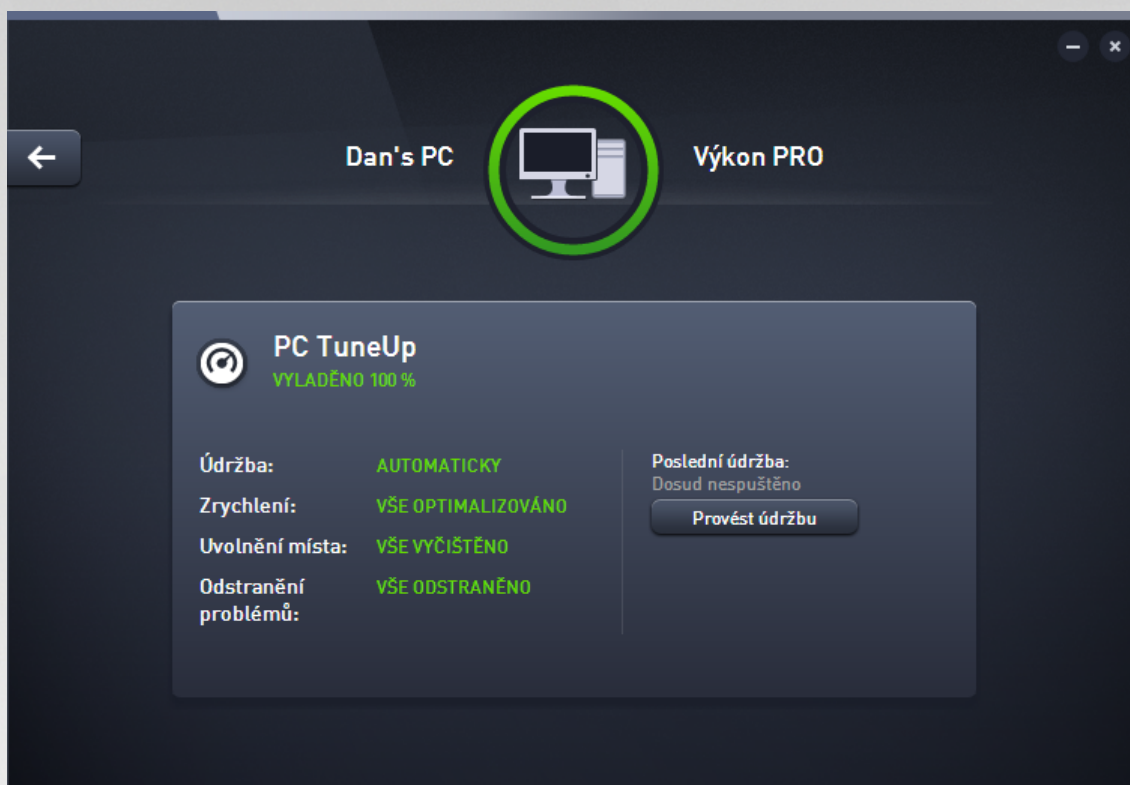 Dan's PC
Výkon PRO
PC TuneUp
VYLADĚNO 100 %
Údržba: AUTOMATICKY
Zrychlení: VŠE OPTIMALIZOVÁNO
Uvolnění místa: VŠE VYČIŠTĚNO
Odstranění problémů: VŠE ODSTRANĚNO
Poslední údržba:
Dosud nespuštěno
Provést údržbu